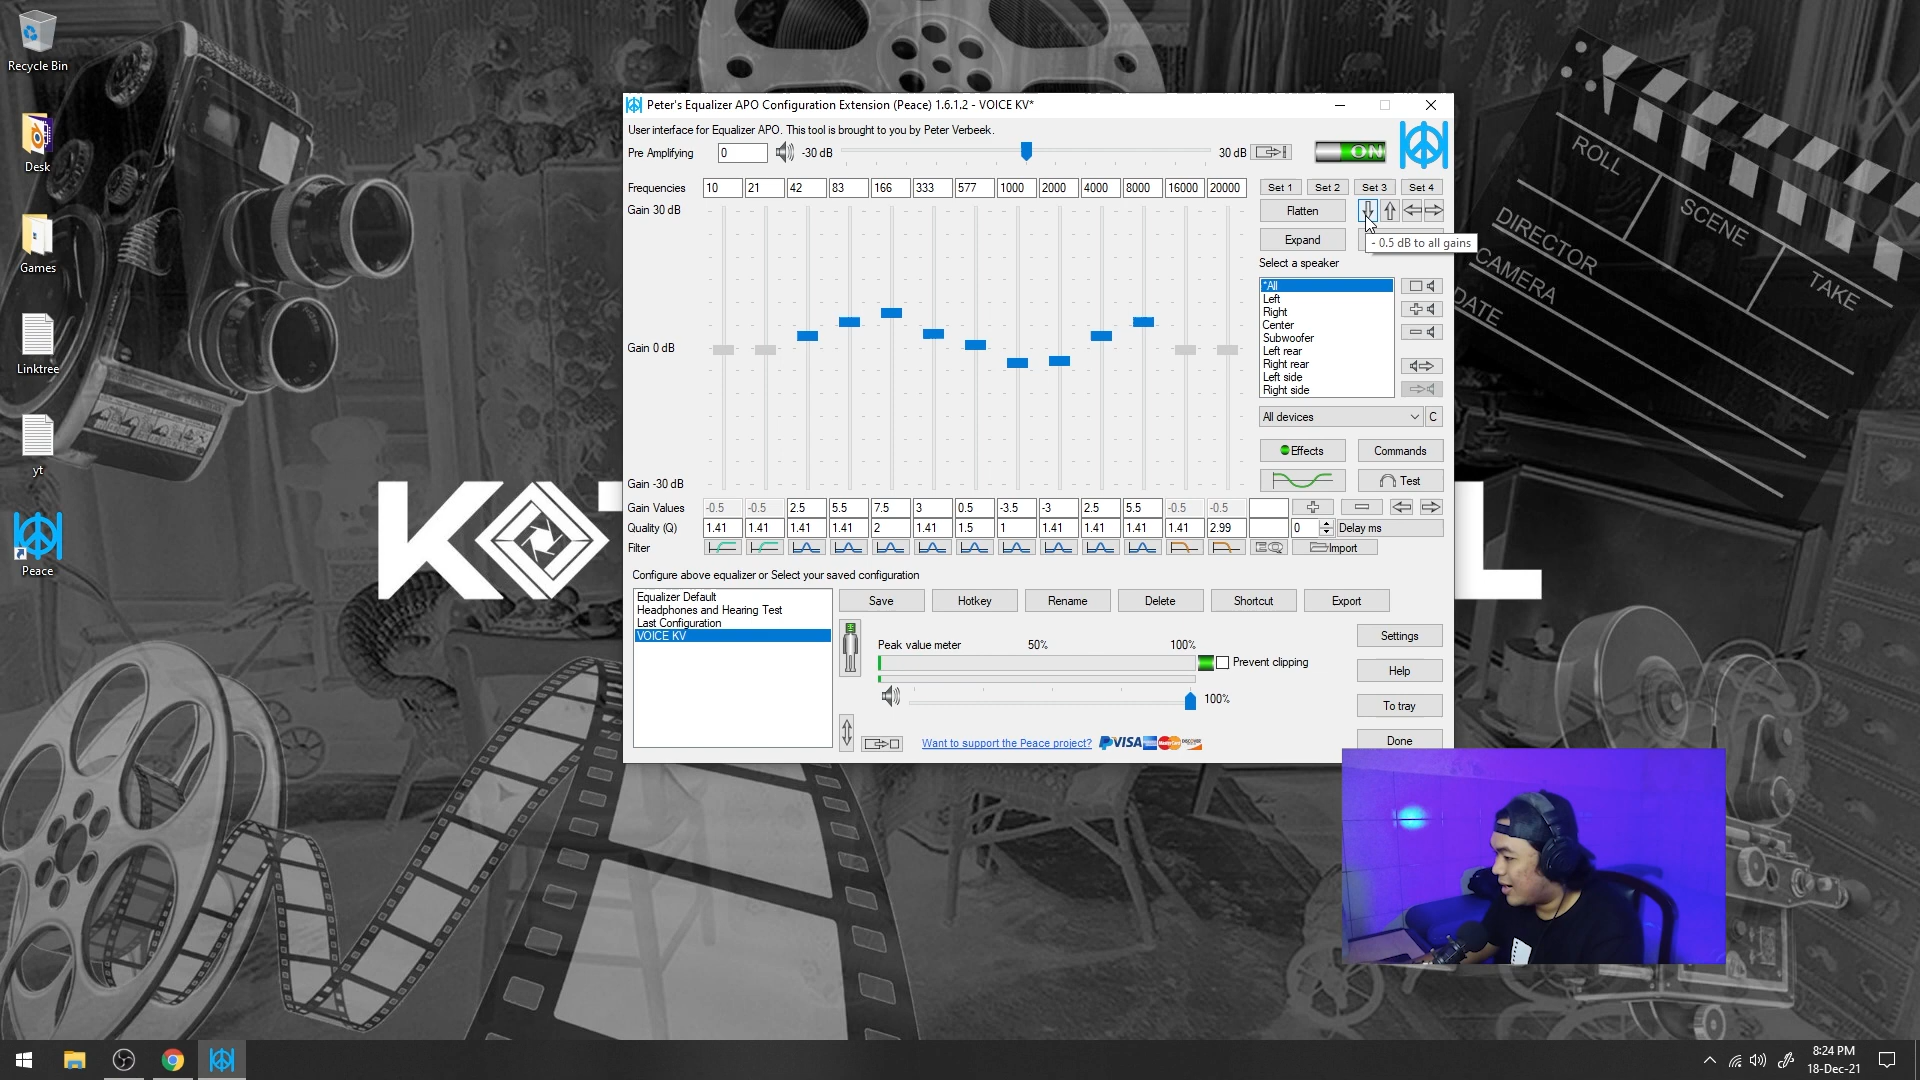 Recycle Bin
Desk
Games
Linktree
yt
Peace
Peter's Equalizer APO Configuration Extension (Peace) 1.6.1.2 - VOICE KV*
User interface for Equalizer APO. This tool is brought to you by Peter Verbeek.
Pre Amplifying 0 -30 dB 30 dB ON
Frequencies 10 21 42 83 166 333 577 1000 2000 4000 8000 16000 20000 Set 1 Set 2 Set 3 Set 4
Gain 30 dB Flatten
Expand
- 0.5 dB to all gains
Select a speaker
*All
Left
Right
Center
Subwoofer
Left rear
Right rear
Left side
Right side
Gain 0 dB
All devices C
Effects Commands
Test
Gain -30 dB
Gain Values -0.5 -0.5 2.5 5.5 7.5 3 0.5 -3.5 -3 2.5 5.5 -0.5 -0.5
Quality (Q) 1.41 1.41 1.41 1.41 2 1.41 1.5 1 1.41 1.41 1.41 1.41 2.99 0 Delay ms
Filter EQ Import
Configure above equalizer or Select your saved configuration
Equalizer Default
Headphones and Hearing Test
Last Configuration
VOICE KV
Save Hotkey Rename Delete Shortcut Export
Peak value meter 50% 100%
Prevent clipping
100%
Want to support the Peace project? VISA
Settings
Help
To tray
Done
ROLL
SCENE
TAKE
DIRECTOR
CAMERA
DATE
8:24 PM
18-Dec-21